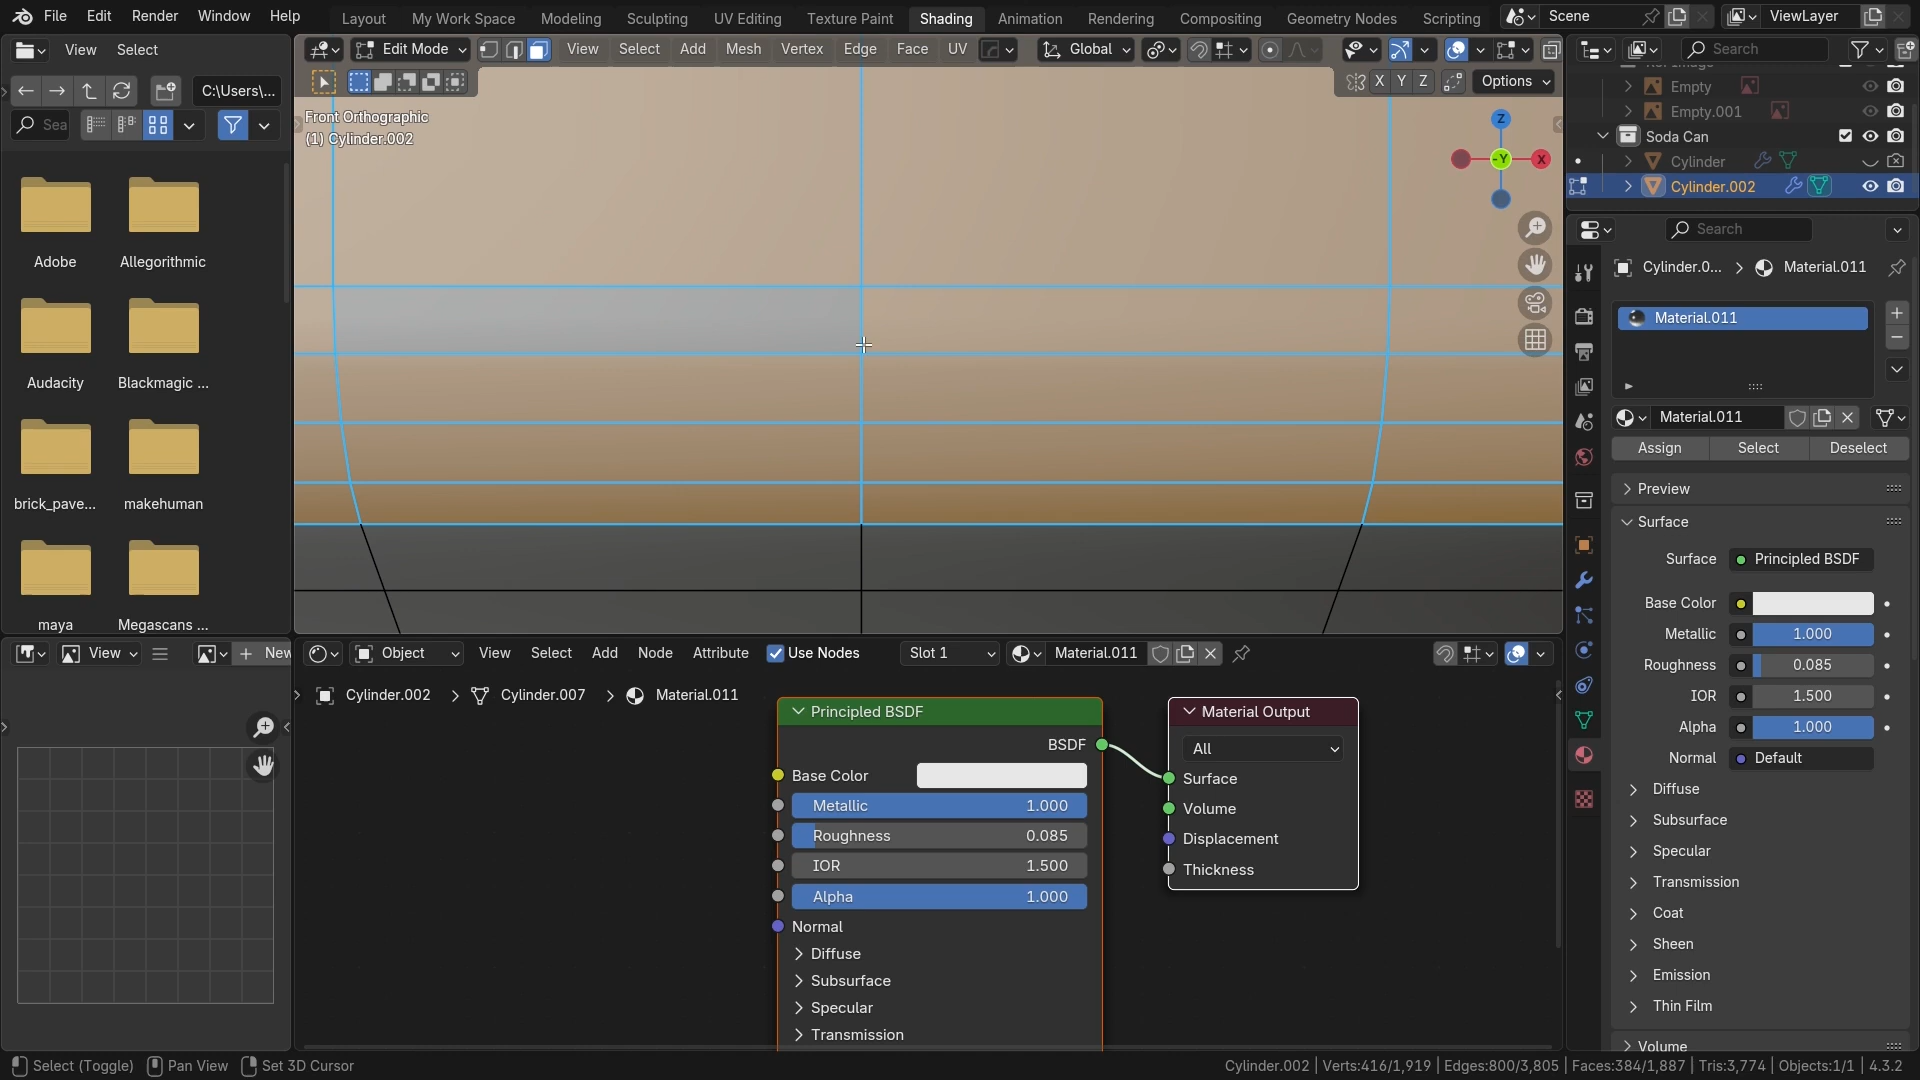 File Edit Render Window Help Layout My Work Space Modeling Sculpting UV Editing Texture Paint Shading Animation Rendering Compositing Geometry Nodes Scripting Scene ViewLayer
View Select
Edit Mode View Select Add Mesh Vertex Edge Face UV Global
Search
C:\Users\...
X Y Z Options
Empty
Empty.001
Soda Can
Cylinder
Cylinder.002
Sea
Front Orthographic
(1) Cylinder.002
Z
-Y X
Adobe Allegorithmic
Audacity Blackmagic ...
brick_pave... makehuman
maya Megascans ...
Search
Cylinder.0... > Material.011
Material.011
Material.011
Assign Select Deselect
Preview
Surface
Surface Principled BSDF
Base Color
Metallic 1.000
Roughness 0.085
IOR 1.500
Alpha 1.000
Normal Default
Diffuse
Subsurface
Specular
Transmission
Coat
Sheen
Emission
Thin Film
Volume
View New
Object View Select Add Node Attribute Use Nodes Slot 1 Material.011
Cylinder.002 > Cylinder.007 > Material.011
Principled BSDF
BSDF
Base Color
Metallic 1.000
Roughness 0.085
IOR 1.500
Alpha 1.000
Normal
Diffuse
Subsurface
Specular
Transmission
Material Output
All
Surface
Volume
Displacement
Thickness
Select (Toggle) Pan View Set 3D Cursor Cylinder.002 | Verts:416/1,919 | Edges:800/3,805 | Faces:384/1,887 | Tris:3,774 | Objects:1/1 | 4.3.2